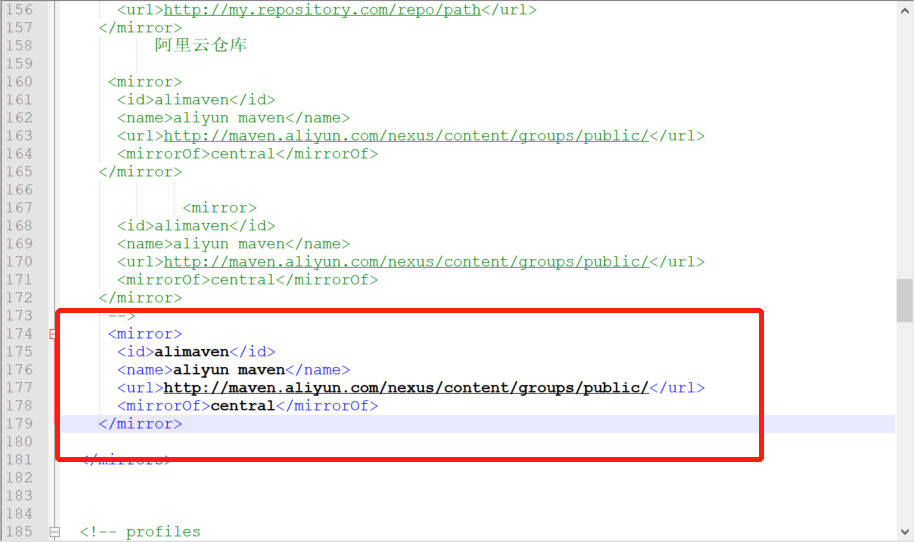 156 <url>http://my.repository.com/repo/path</url>
157 </mirror>
158 阿里云仓库
159
160 <mirror>
161 <id>alimaven</id>
162 <name>aliyun maven</name>
163 <url>http://maven.aliyun.com/nexus/content/groups/public/</url>
164 <mirrorOf>central</mirrorOf>
165 </mirror>
166
167 <mirror>
168 <id>alimaven</id>
169 <name>aliyun maven</name>
170 <url>http://maven.aliyun.com/nexus/content/groups/public/</url>
171 <mirrorOf>central</mirrorOf>
172 </mirror>
173 -->
174 <mirror>
175 <id>alimaven</id>
176 <name>aliyun maven</name>
177 <url>http://maven.aliyun.com/nexus/content/groups/public/</url>
178 <mirrorOf>central</mirrorOf>
179 </mirror>
180
181 </mirrors>
182
183
184
185 <!-- profiles